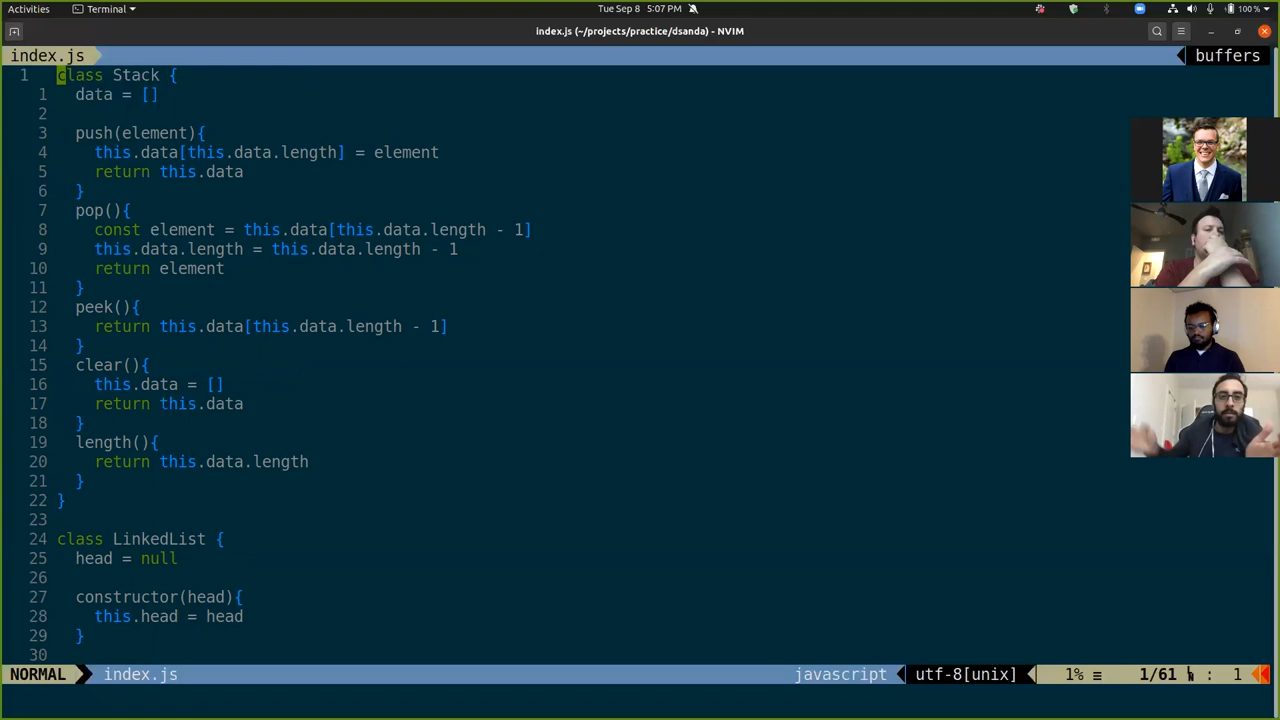 Activities
Terminal
Tue Sep 8 5:07 PM
100 %
index.js (~/projects/practice/dsanda) - NVIM
index.js
buffers
1 class Stack {
1 data = []
2
3 push(element){
4 this.data[this.data.length] = element
5 return this.data
6 }
7 pop(){
8 const element = this.data[this.data.length - 1]
9 this.data.length = this.data.length - 1
10 return element
11 }
12 peek(){
13 return this.data[this.data.length - 1]
14 }
15 clear(){
16 this.data = []
17 return this.data
18 }
19 length(){
20 return this.data.length
21 }
22 }
23
24 class LinkedList {
25 head = null
26
27 constructor(head){
28 this.head = head
29 }
30
NORMAL index.js javascript utf-8[unix] 1% ≡ 1/61 : 1